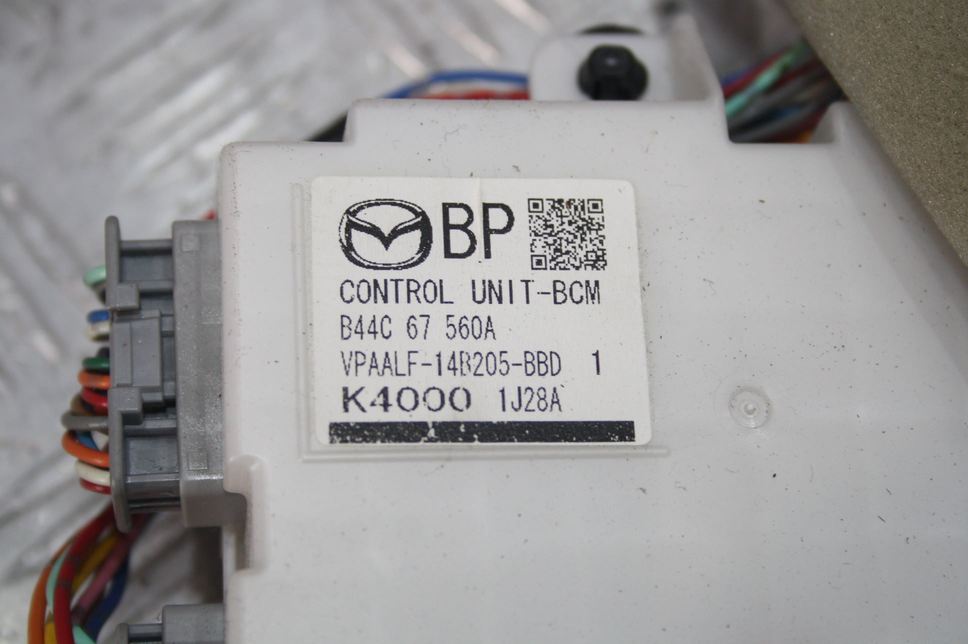 BP
CONTROL UNIT-BCM
B44C 67 560A
VPAALF-14B205-BBD 1
K4000 1J28A